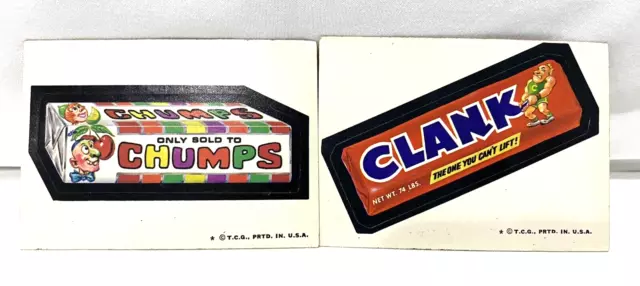 CHUMPS
ONLY SOLD TO
CHUMPS
* © T.C.G., PRTD. IN. U.S.A.
CLANK
THE ONE YOU CAN'T LIFT!
NET WT. 74 LBS.
* © T.C.G., PRTD. IN. U.S.A.